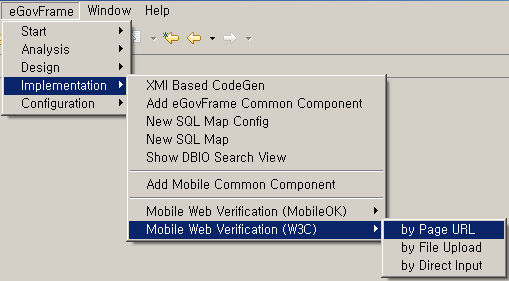 eGovFrame Window Help
Start
Analysis
Design
Implementation
Configuration
XMI Based CodeGen
Add eGovFrame Common Component
New SQL Map Config
New SQL Map
Show DBIO Search View
Add Mobile Common Component
Mobile Web Verification (MobileOK)
Mobile Web Verification (W3C)
by Page URL
by File Upload
by Direct Input